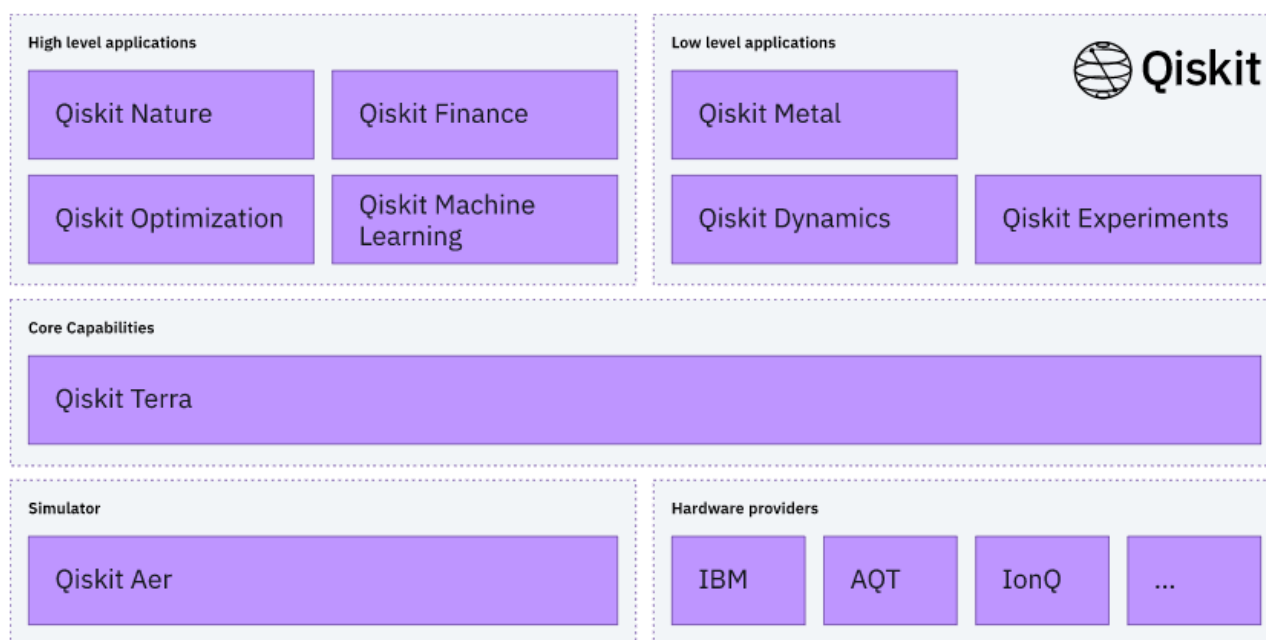 High level applications
Qiskit Nature
Qiskit Finance
Qiskit Optimization
Qiskit Machine
Learning
Low level applications
Qiskit
Qiskit Metal
Qiskit Dynamics
Qiskit Experiments
Core Capabilities
Qiskit Terra
Simulator
Qiskit Aer
Hardware providers
IBM
AQT
IonQ
...